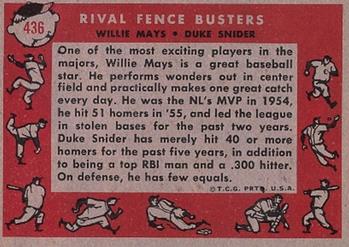 436
RIVAL FENCE BUSTERS
WILLIE MAYS • DUKE SNIDER
One of the most exciting players in the
majors, Willie Mays is a great baseball
star. He performs wonders out in center
field and practically makes one great catch
every day. He was the NL's MVP in 1954,
he hit 51 homers in '55, and led the league
in stolen bases for the past two years.
Duke Snider has merely hit 40 or more
homers for the past five years, in addition
to being a top RBI man and a .300 hitter.
On defense, he has few equals.
© T.C.G. PRTD. U.S.A.